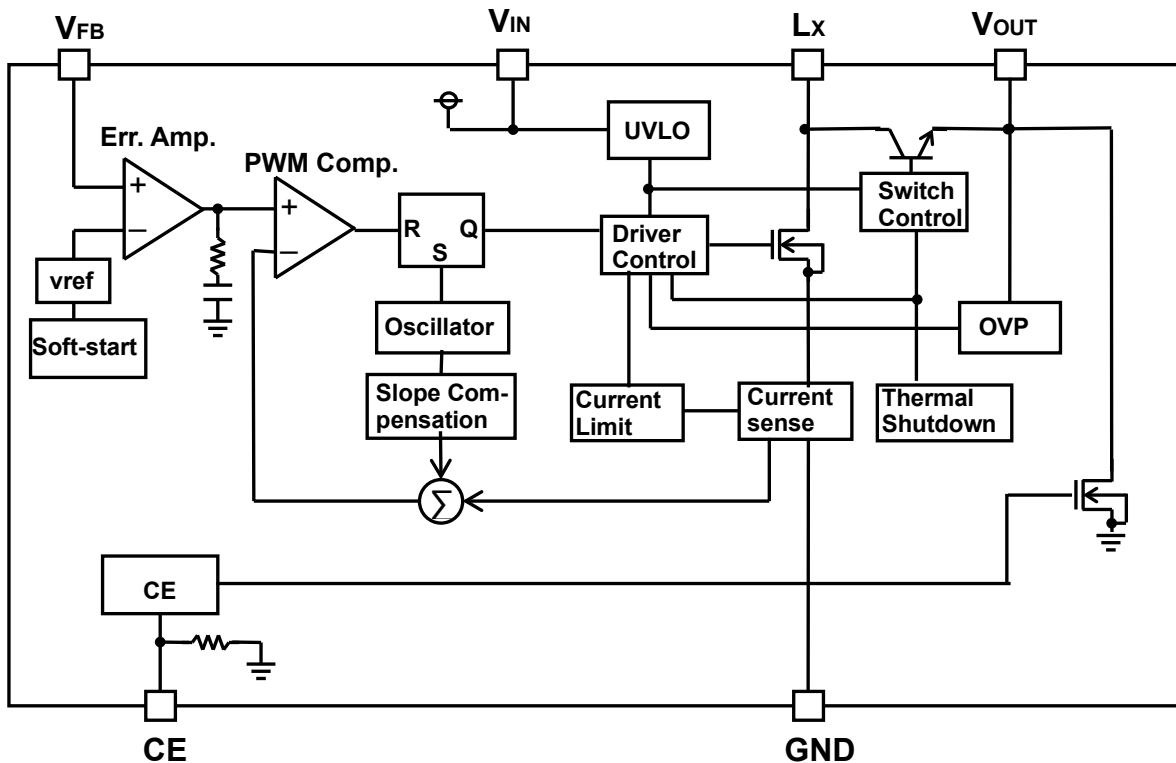 VFB
VIN
LX
VOUT
Err. Amp.
PWM Comp.
UVLO
+
−
+
−
R
Q
S
Driver
Control
Switch
Control
vref
Soft-start
Oscillator
OVP
Slope Com-
pensation
Current
Limit
Current
sense
Thermal
Shutdown
Σ
CE
CE
GND